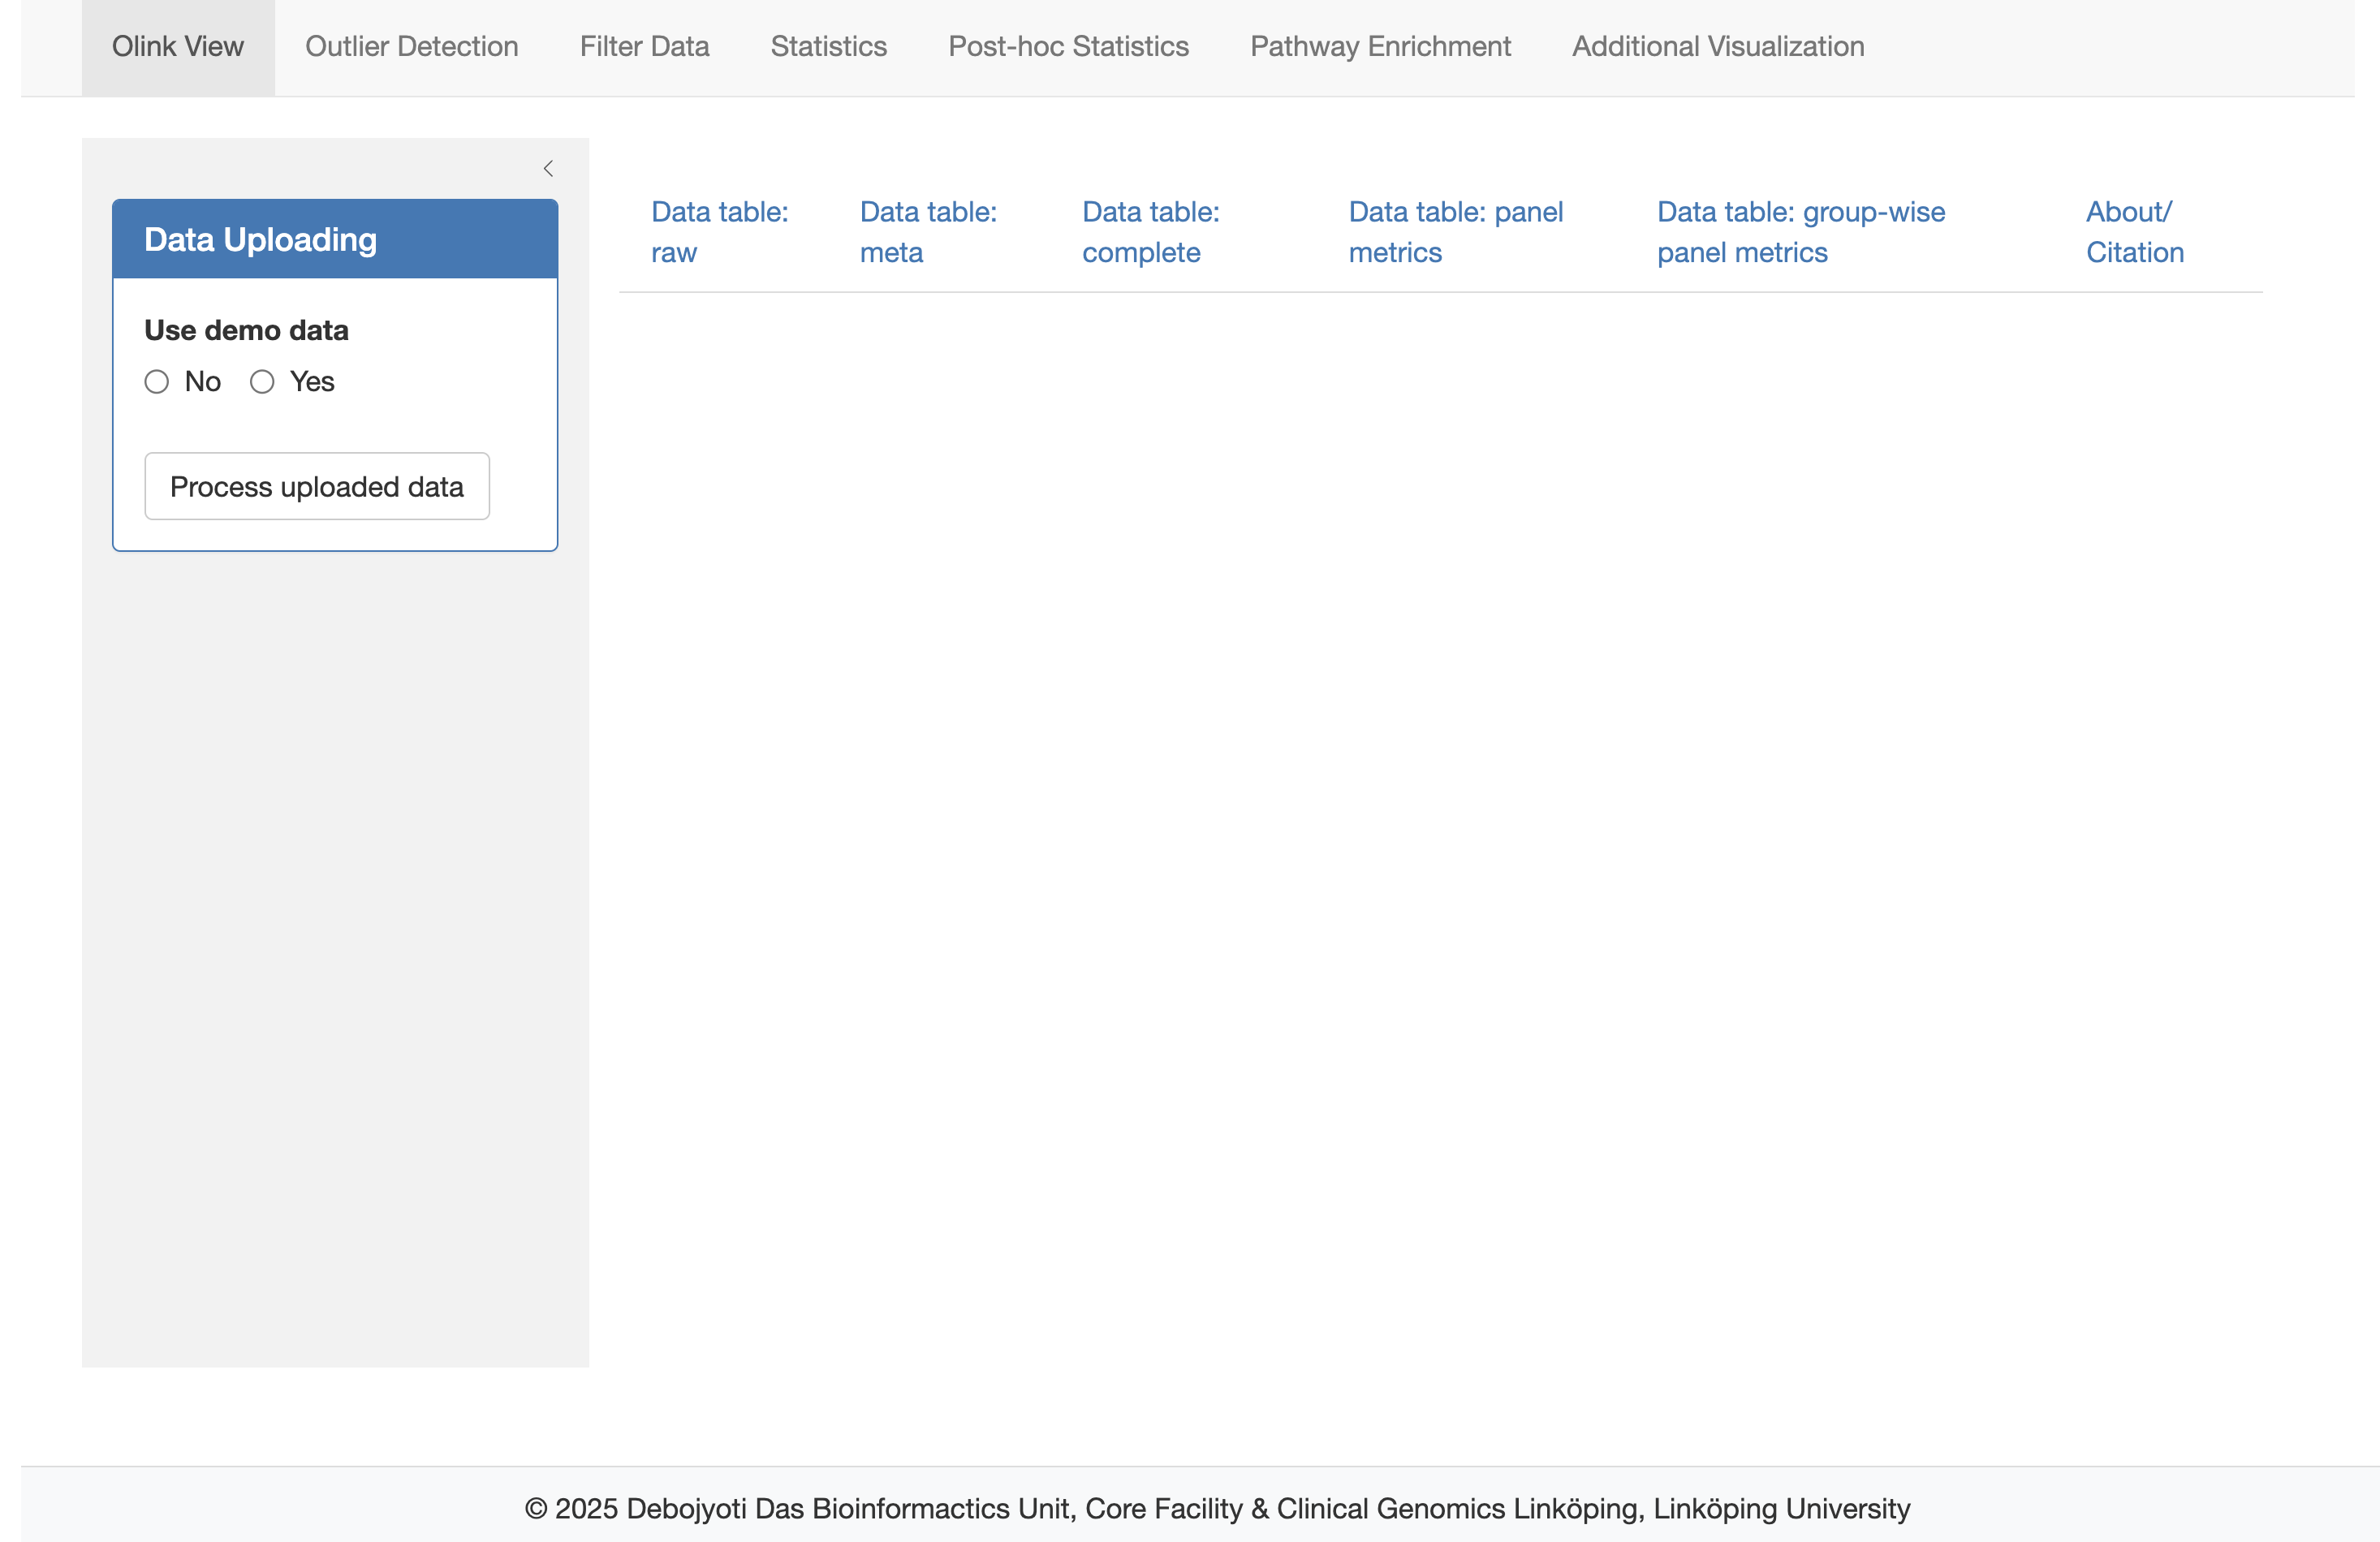 Olink View
Outlier Detection
Filter Data
Statistics
Post-hoc Statistics
Pathway Enrichment
Additional Visualization
Data Uploading
Use demo data
No
Yes
Process uploaded data
Data table:
raw
Data table:
meta
Data table:
complete
Data table: panel
metrics
Data table: group-wise
panel metrics
About/
Citation
© 2025 Debojyoti Das Bioinformactics Unit, Core Facility & Clinical Genomics Linköping, Linköping University